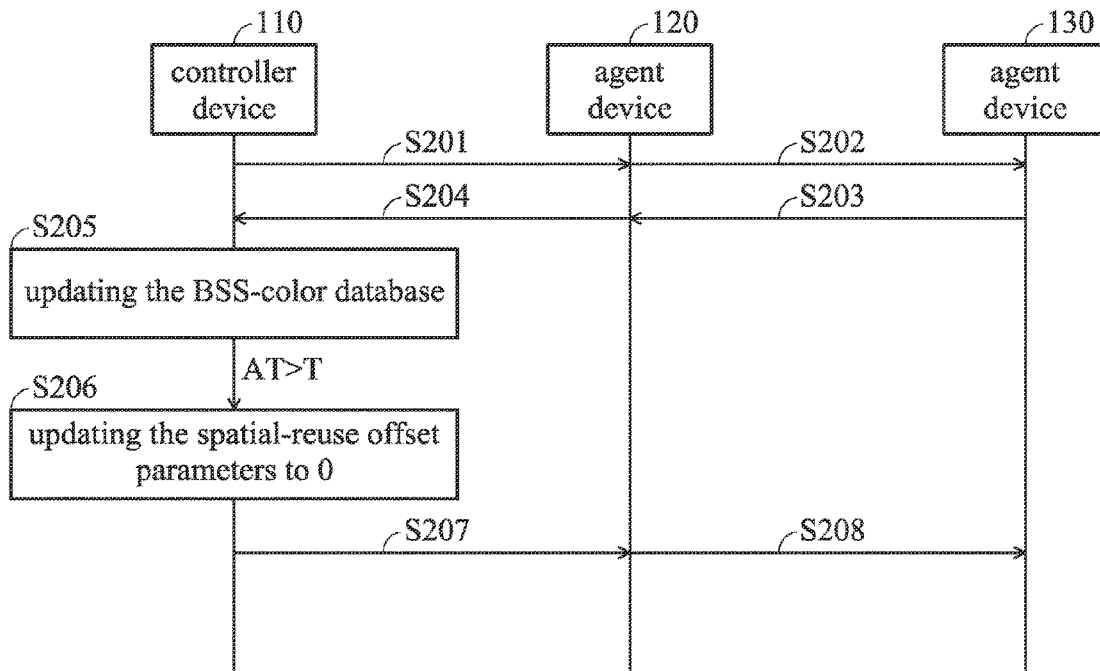 110
120
130
controller
device
agent
device
agent
device
S201
S202
S204
S203
S205
updating the BSS-color database
AT>T
S206
updating the spatial-reuse offset
parameters to 0
S207
S208